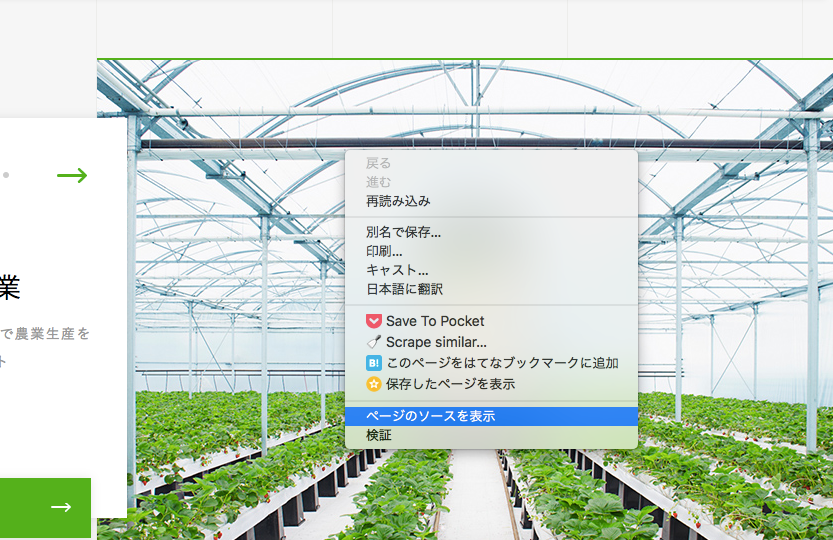 業
で農業生産を
ト
戻る
進む
再読み込み
別名で保存...
印刷...
キャスト...
日本語に翻訳
Save To Pocket
Scrape similar...
B! このページをはてなブックマークに追加
保存したページを表示
ページのソースを表示
検証